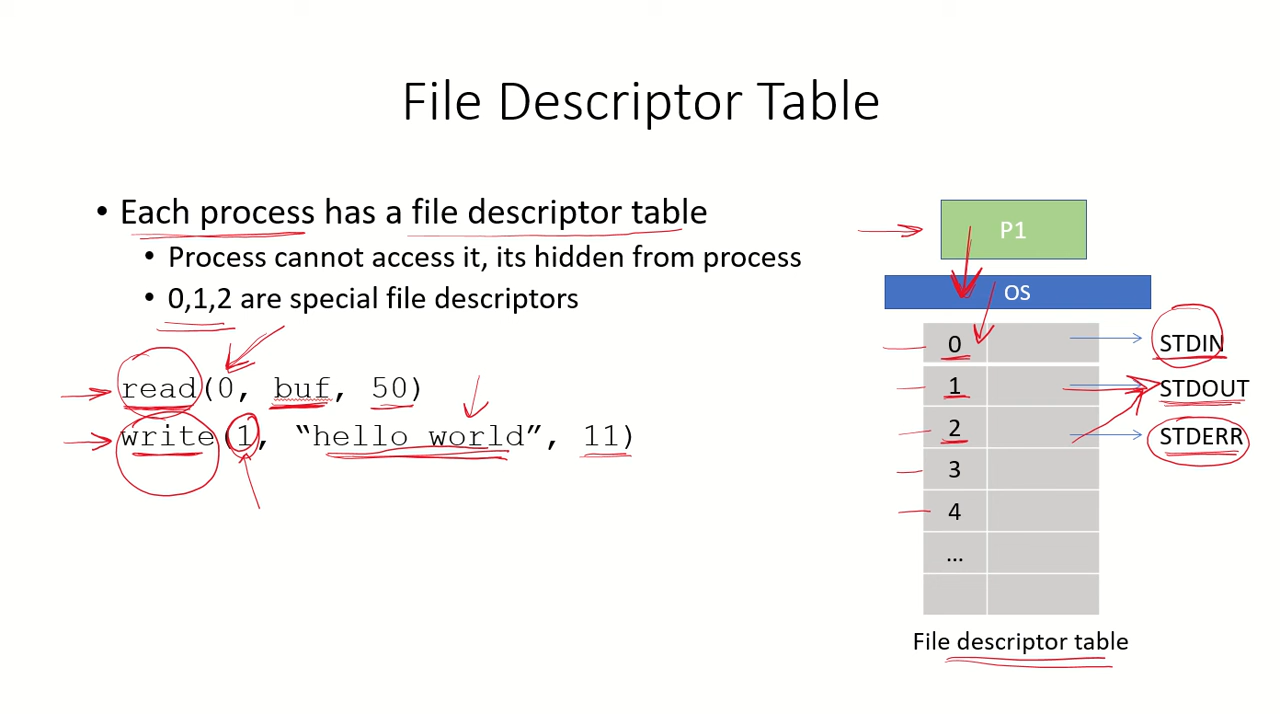 File Descriptor Table
• Each process has a file descriptor table
• Process cannot access it, its hidden from process
• 0,1,2 are special file descriptors
read(0, buf, 50)
write(1, “hello world”, 11)
P1
OS
0
STDIN
1
STDOUT
2
STDERR
3
4
...
File descriptor table